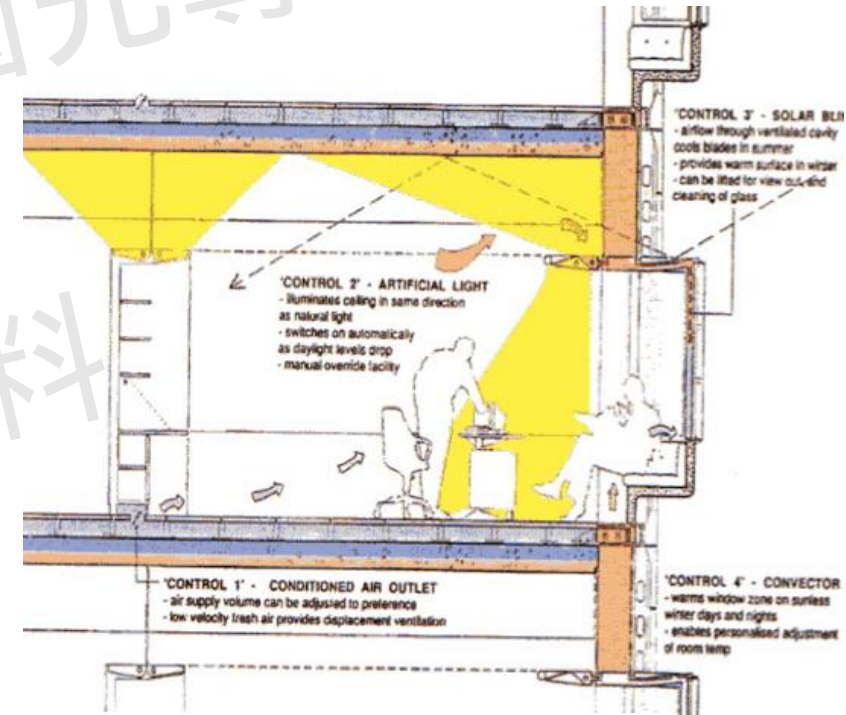 'CONTROL 3' - SOLAR BLIN
- airflow through ventilated cavity
cools blades in summer
- provides warm surface in winter
- can be lifted for view out, and
cleaning of glass
'CONTROL 2' - ARTIFICIAL LIGHT
- illuminates ceiling in same direction
as natural light
- switches on automatically
as daylight levels drop
- manual override facility
'CONTROL 1' - CONDITIONED AIR OUTLET
- air supply volume can be adjusted to preference
- low velocity fresh air provides displacement ventilation
'CONTROL 4' - CONVECTOR
- warms window zone on sunless
winter days and nights
- enables personalised adjustment
of room temp
料